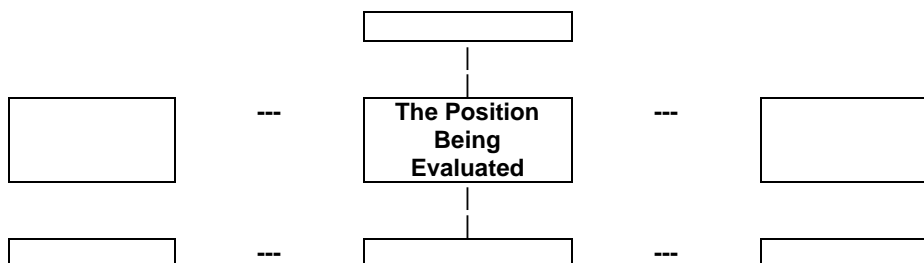 |
|
--- The Position ---
Being
Evaluated
|
|
--- ---